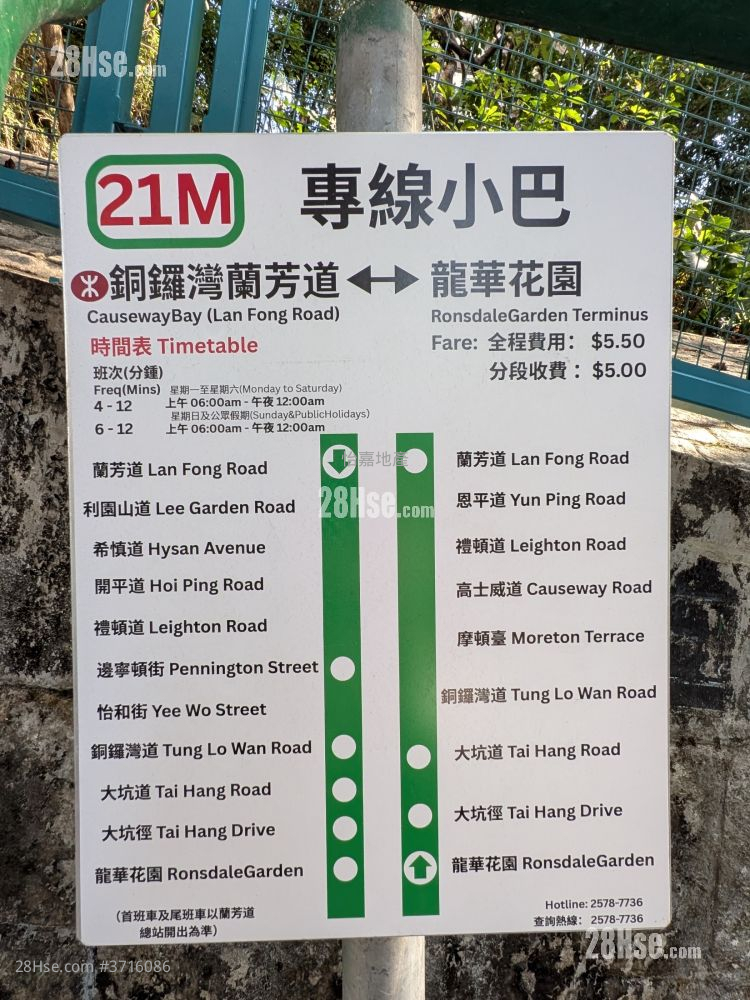 28Hse.com
21M 專線小巴
銅鑼灣蘭芳道 ↔ 龍華花園
CausewayBay (Lan Fong Road) RonsdaleGarden Terminus
時間表 Timetable
Fare: 全程費用： $5.50
分段收費： $5.00
班次(分鍾)
Freq(Mins) 星期一至星期六(Monday to Saturday)
4 - 12 上午 06:00am - 午夜 12:00am
星期日及公眾假期(Sunday&PublicHolidays)
6 - 12 上午 06:00am - 午夜 12:00am
蘭芳道 Lan Fong Road
利園山道 Lee Garden Road
希慎道 Hysan Avenue
開平道 Hoi Ping Road
禮頓道 Leighton Road
邊寧頓街 Pennington Street
怡和街 Yee Wo Street
銅鑼灣道 Tung Lo Wan Road
大坑道 Tai Hang Road
大坑徑 Tai Hang Drive
龍華花園 RonsdaleGarden
(首班車及尾班車以蘭芳道
總站開出為準)
怡嘉地產
28Hse.com
蘭芳道 Lan Fong Road
恩平道 Yun Ping Road
禮頓道 Leighton Road
高士威道 Causeway Road
摩頓臺 Moreton Terrace
銅鑼灣道 Tung Lo Wan Road
大坑道 Tai Hang Road
大坑徑 Tai Hang Drive
龍華花園 RonsdaleGarden
Hotline: 2578-7736
查詢熱線： 2578-7736
28Hse.com
28Hse.com #3716086